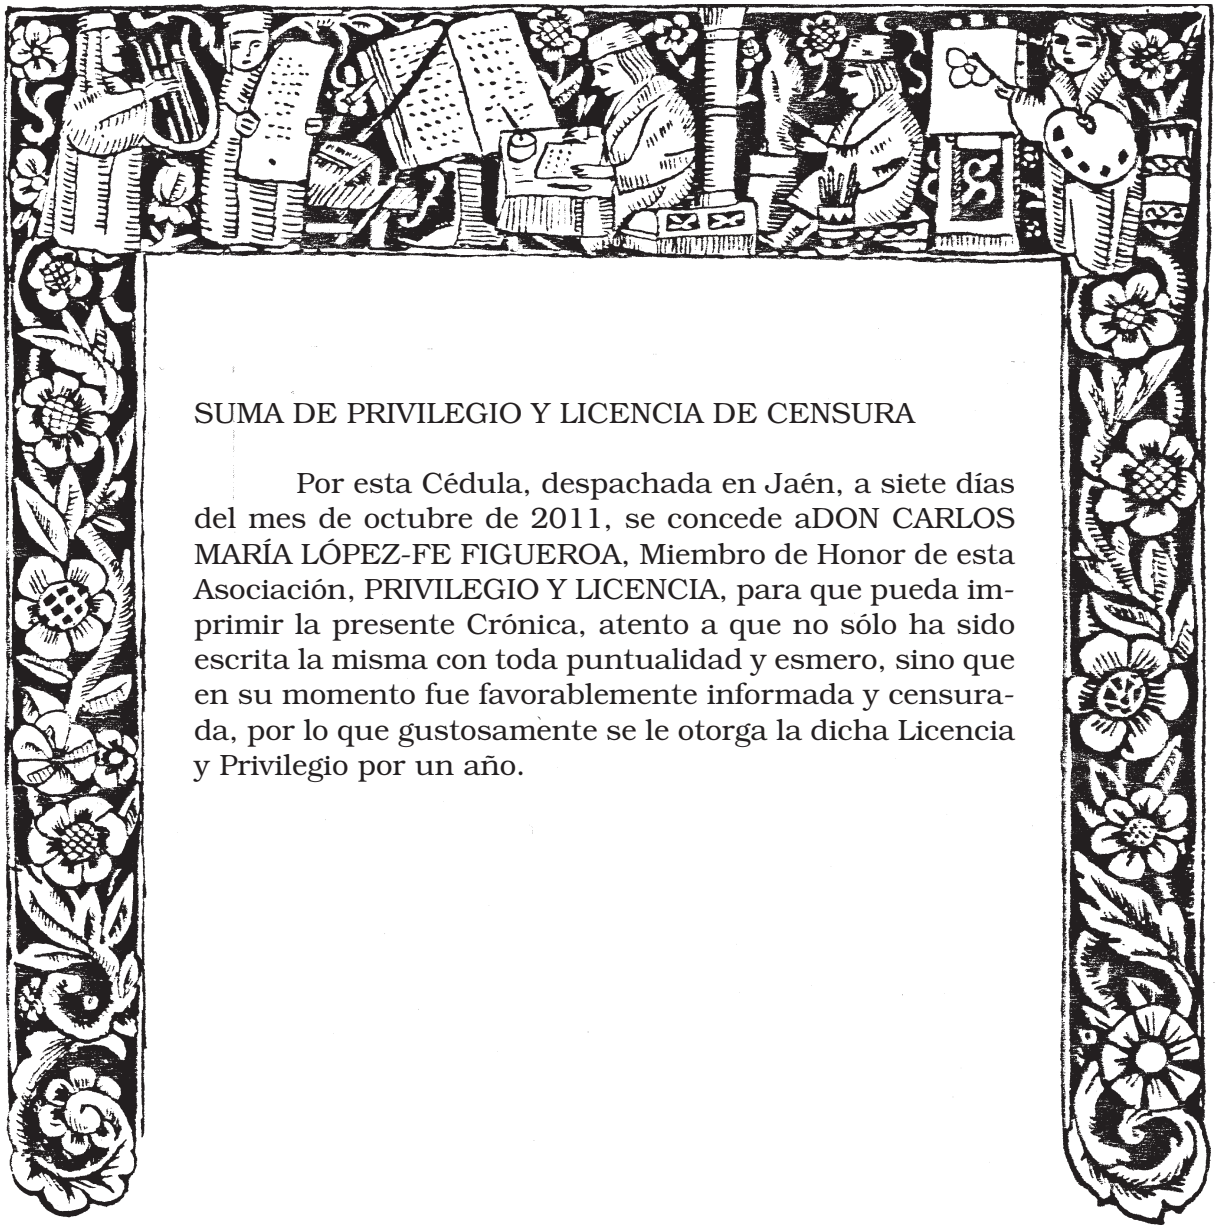 SUMA DE PRIVILEGIO Y LICENCIA DE CENSURA
Por esta Cédula, despachada en Jaén, a siete días
del mes de octubre de 2011, se concede aDON CARLOS
MARÍA LÓPEZ-FE FIGUEROA, Miembro de Honor de esta
Asociación, PRIVILEGIO Y LICENCIA, para que pueda im-
primir la presente Crónica, atento a que no sólo ha sido
escrita la misma con toda puntualidad y esmero, sino que
en su momento fue favorablemente informada y censura-
da, por lo que gustosamente se le otorga la dicha Licencia
y Privilegio por un año.